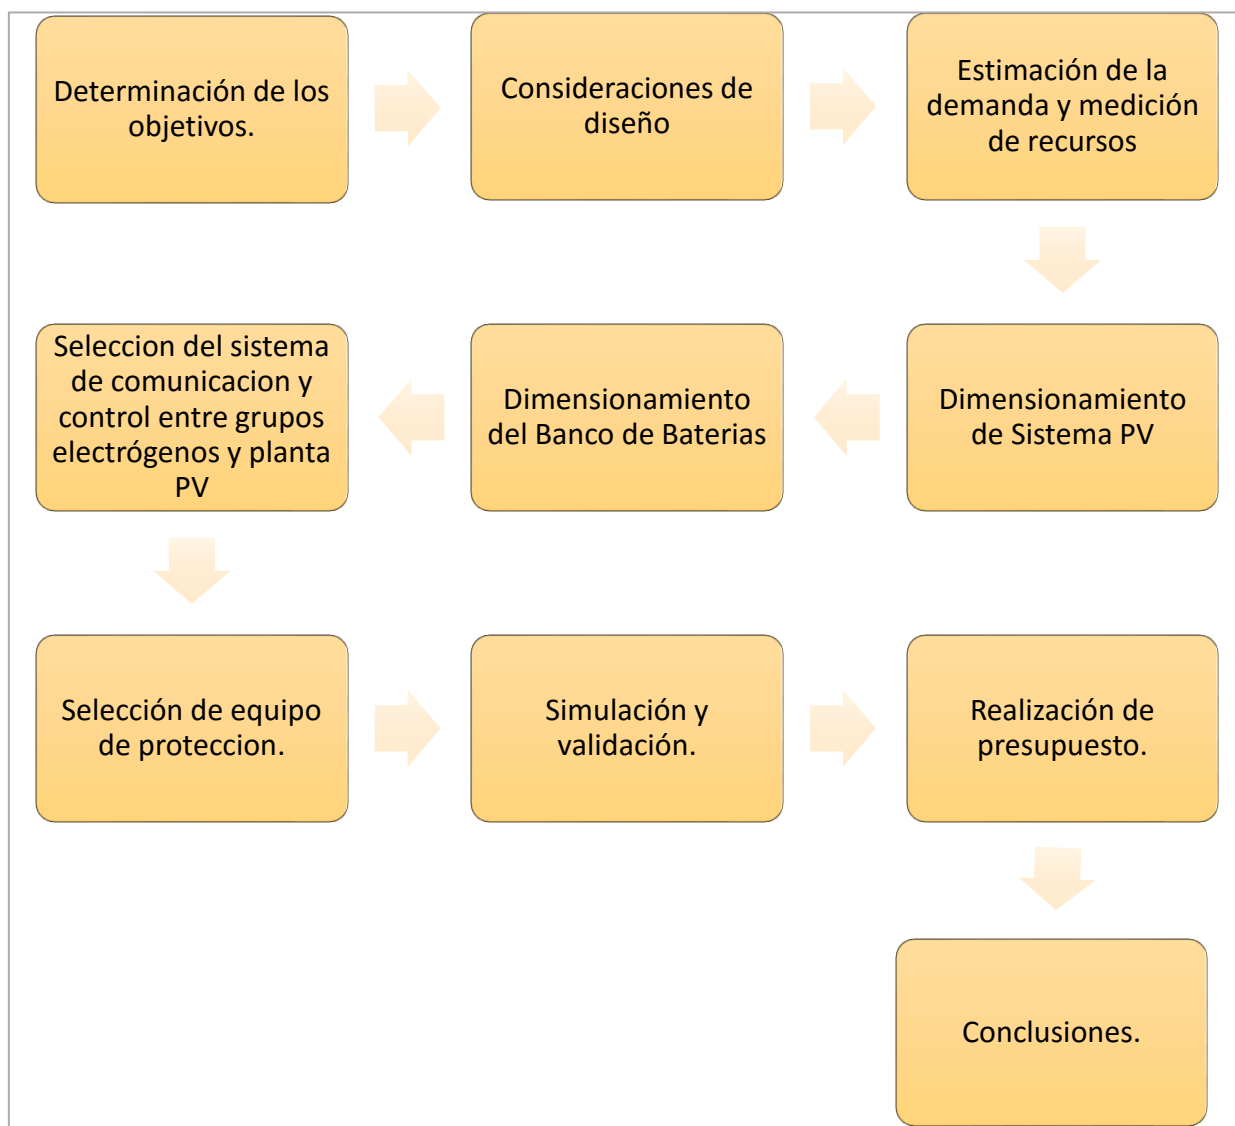 Determinación de los
objetivos.
Consideraciones de
diseño
Estimación de la
demanda y medición
de recursos
Dimensionamiento
de Sistema PV
Dimensionamiento
del Banco de Baterias
Seleccion del sistema
de comunicacion y
control entre grupos
electrógenos y planta
PV
Selección de equipo
de proteccion.
Simulación y
validación.
Realización de
presupuesto.
Conclusiones.